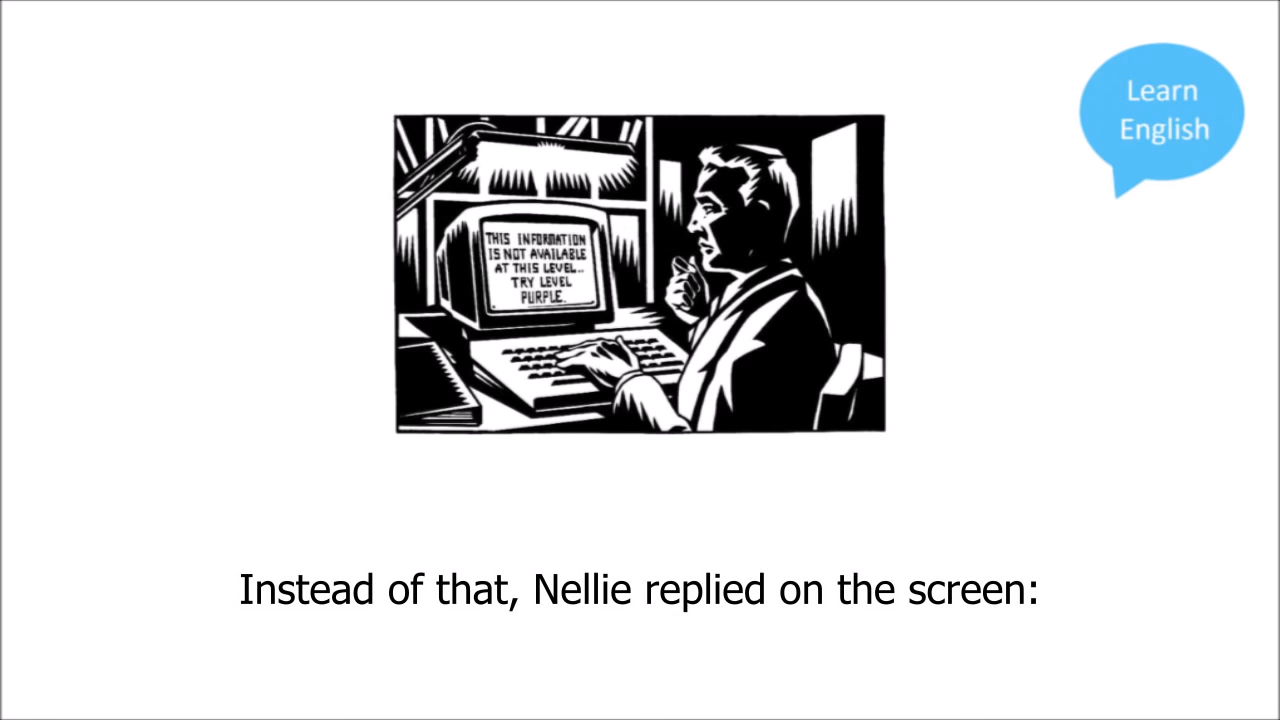 Learn
English
THIS INFORMATION
IS NOT AVAILABLE
AT THIS LEVEL..
TRY LEVEL
PURPLE.
Instead of that, Nellie replied on the screen: